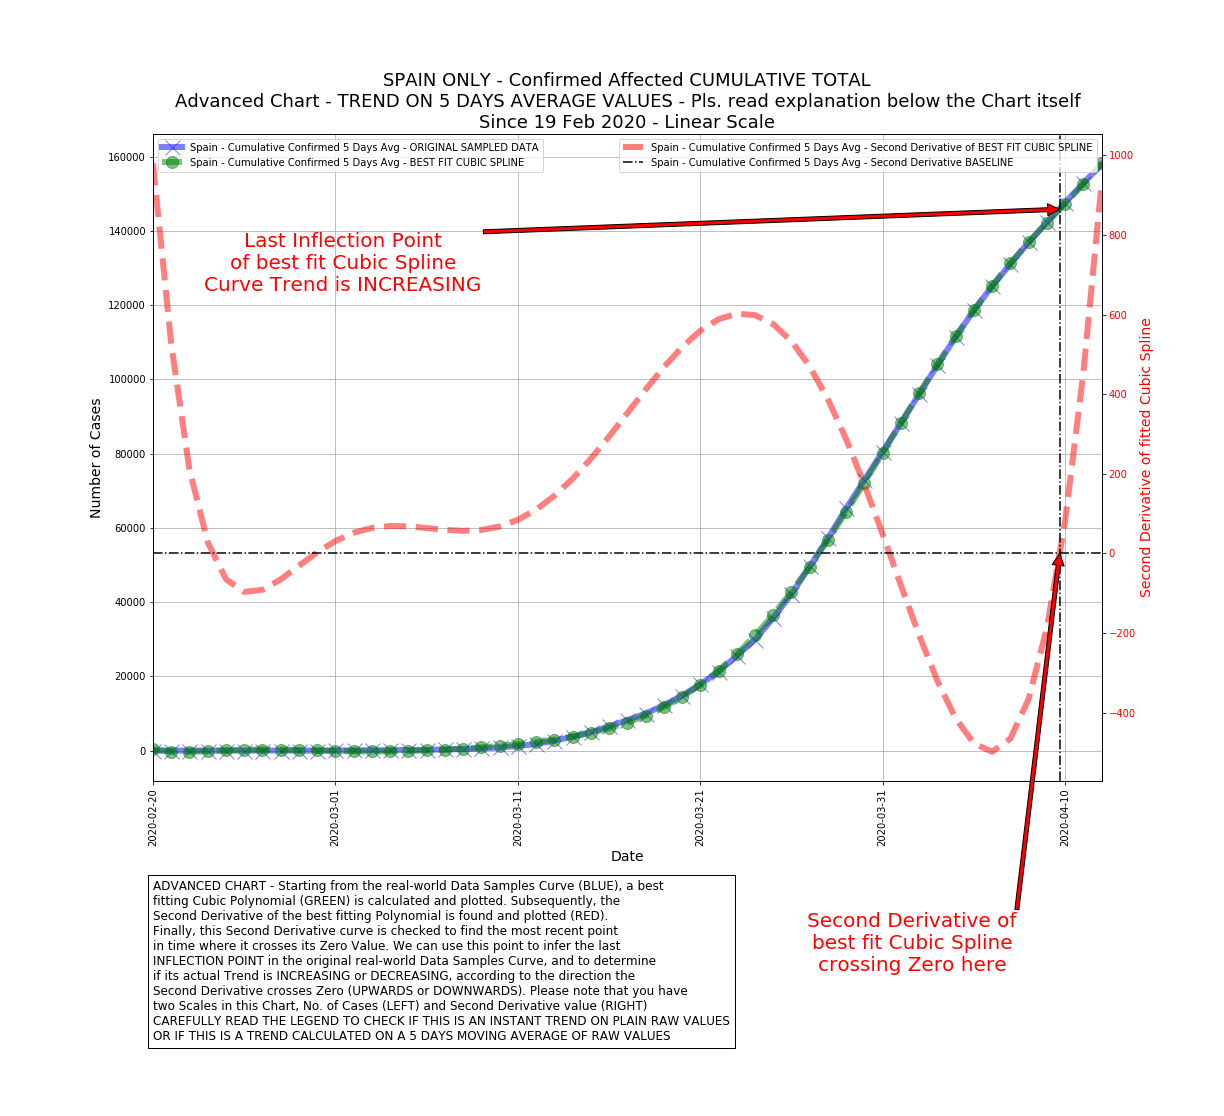 SPAIN ONLY - Confirmed Affected CUMULATIVE TOTAL
Advanced Chart - TREND ON 5 DAYS AVERAGE VALUES - Pls. read explanation below the Chart itself
Since 19 Feb 2020 - Linear Scale
Spain - Cumulative Confirmed 5 Days Avg - ORIGINAL SAMPLED DATA
Spain - Cumulative Confirmed 5 Days Avg - BEST FIT CUBIC SPLINE
Spain - Cumulative Confirmed 5 Days Avg - Second Derivative of BEST FIT CUBIC SPLINE
Spain - Cumulative Confirmed 5 Days Avg - Second Derivative BASELINE
Last Inflection Point
of best fit Cubic Spline
Curve Trend is INCREASING
Number of Cases
160000
140000
120000
100000
80000
60000
40000
20000
0
1000
800
600
400
200
0
−200
−400
Second Derivative of fitted Cubic Spline
2020-02-20
2020-03-01
2020-03-11
2020-03-21
2020-03-31
2020-04-10
Date
ADVANCED CHART - Starting from the real-world Data Samples Curve (BLUE), a best
fitting Cubic Polynomial (GREEN) is calculated and plotted. Subsequently, the
Second Derivative of the best fitting Polynomial is found and plotted (RED).
Finally, this Second Derivative curve is checked to find the most recent point
in time where it crosses its Zero Value. We can use this point to infer the last
INFLECTION POINT in the original real-world Data Samples Curve, and to determine
if its actual Trend is INCREASING or DECREASING, according to the direction the
Second Derivative crosses Zero (UPWARDS or DOWNWARDS). Please note that you have
two Scales in this Chart, No. of Cases (LEFT) and Second Derivative value (RIGHT)
CAREFULLY READ THE LEGEND TO CHECK IF THIS IS AN INSTANT TREND ON PLAIN RAW VALUES
OR IF THIS IS A TREND CALCULATED ON A 5 DAYS MOVING AVERAGE OF RAW VALUES
Second Derivative of
best fit Cubic Spline
crossing Zero here